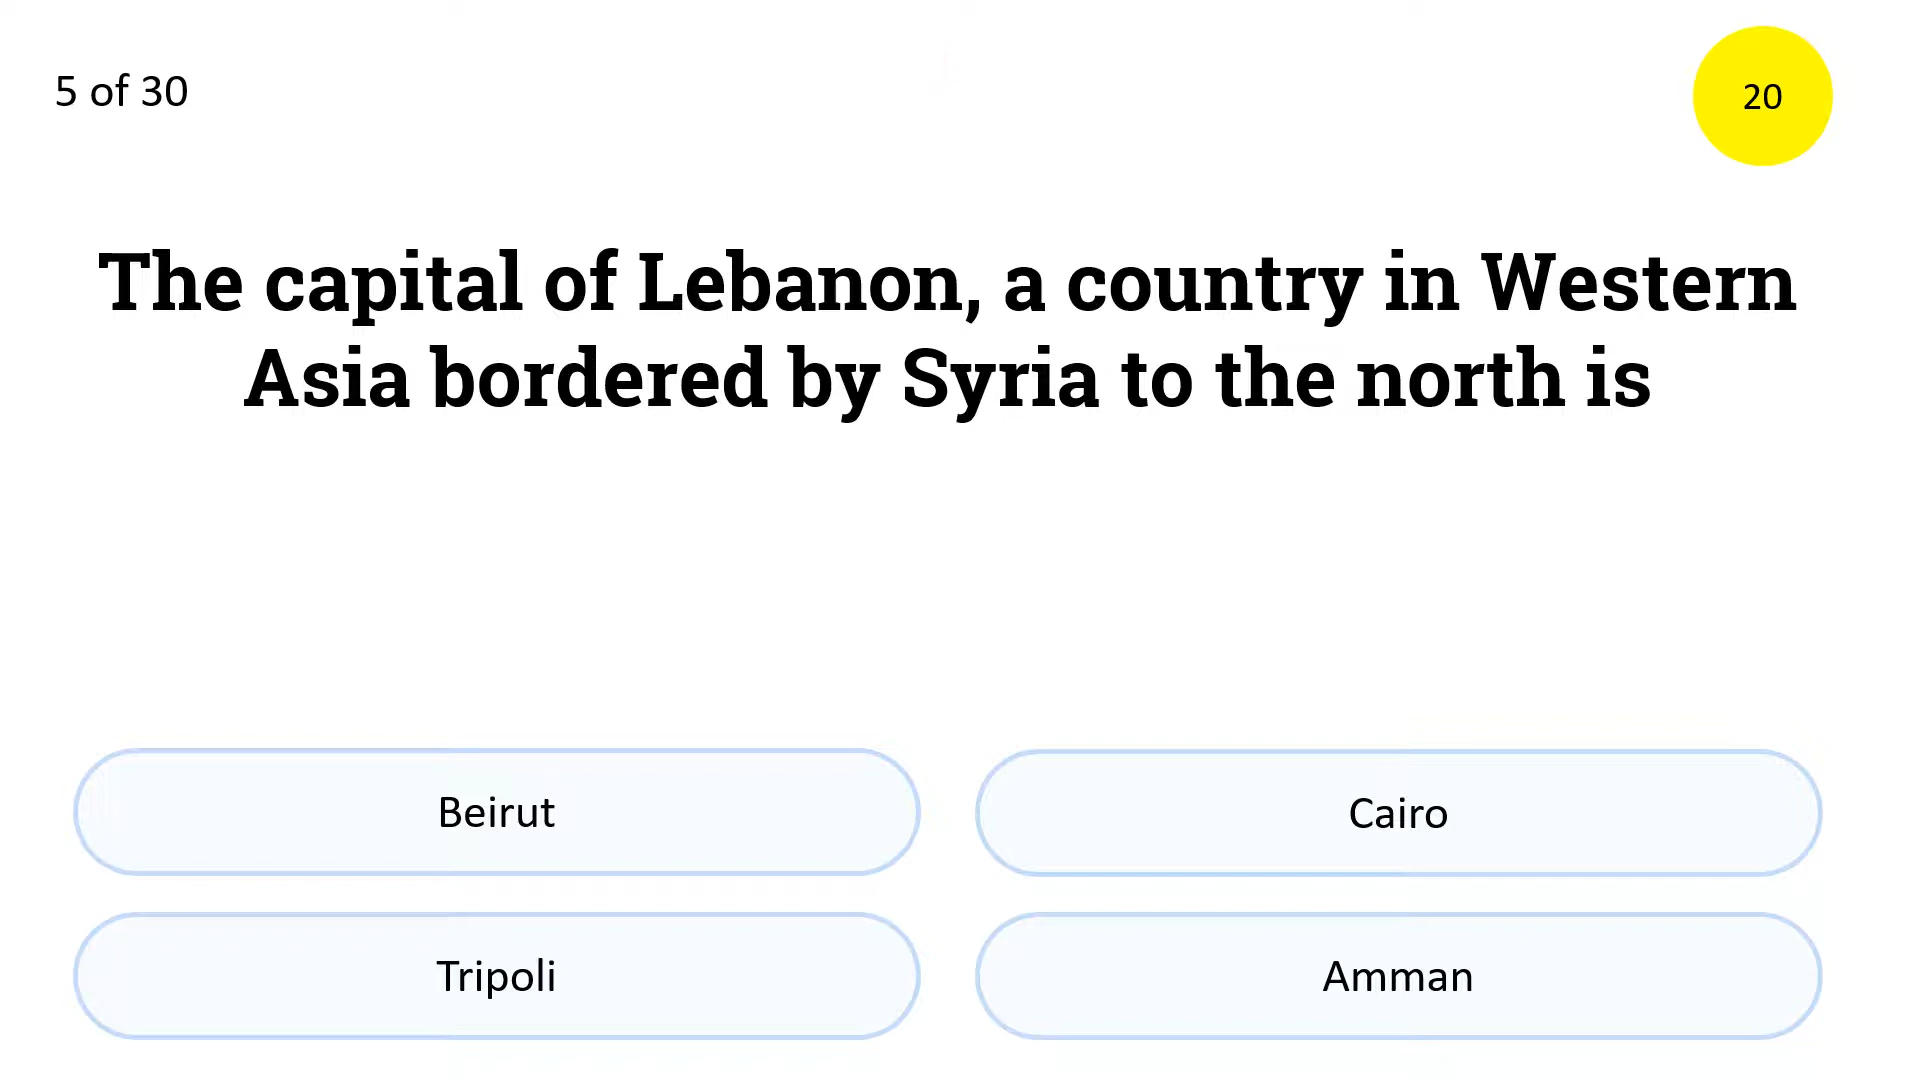 5 of 30
20
The capital of Lebanon, a country in Western
Asia bordered by Syria to the north is
Beirut
Cairo
Tripoli
Amman